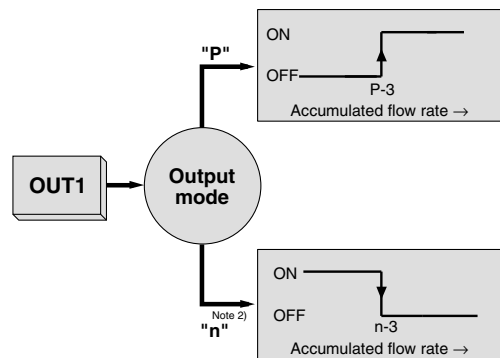 "P"
ON
OFF
P-3
Accumulated flow rate →
OUT1
Output
mode
Note 2)
"n"
ON
OFF
n-3
Accumulated flow rate →